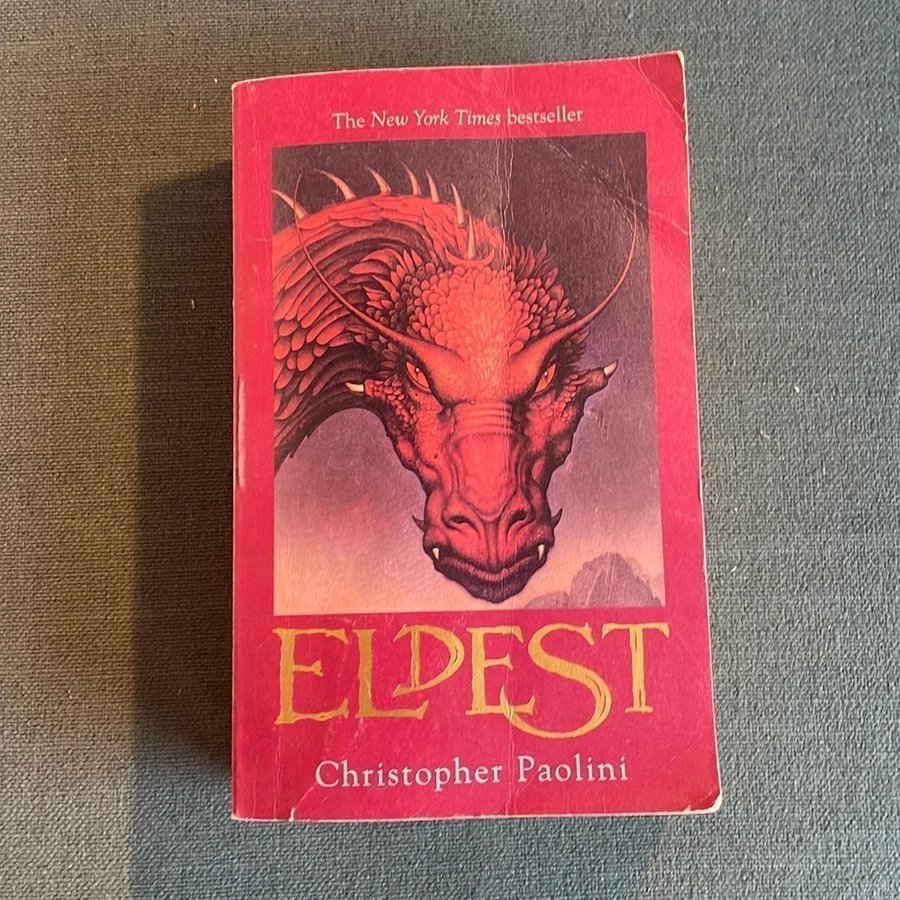 The New York Times bestseller
ELDEST
Christopher Paolini